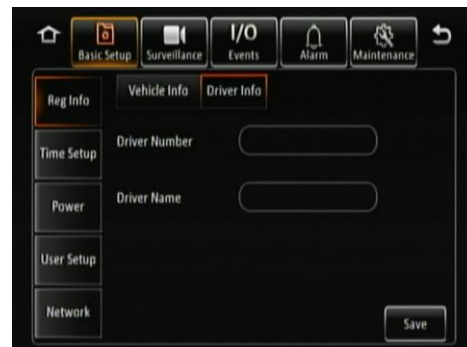 Basic Setup
Surveillance
I/O
Events
Alarm
Maintenance
Reg Info
Vehicle Info
Driver Info
Time Setup
Driver Number
Power
Driver Name
User Setup
Network
Save